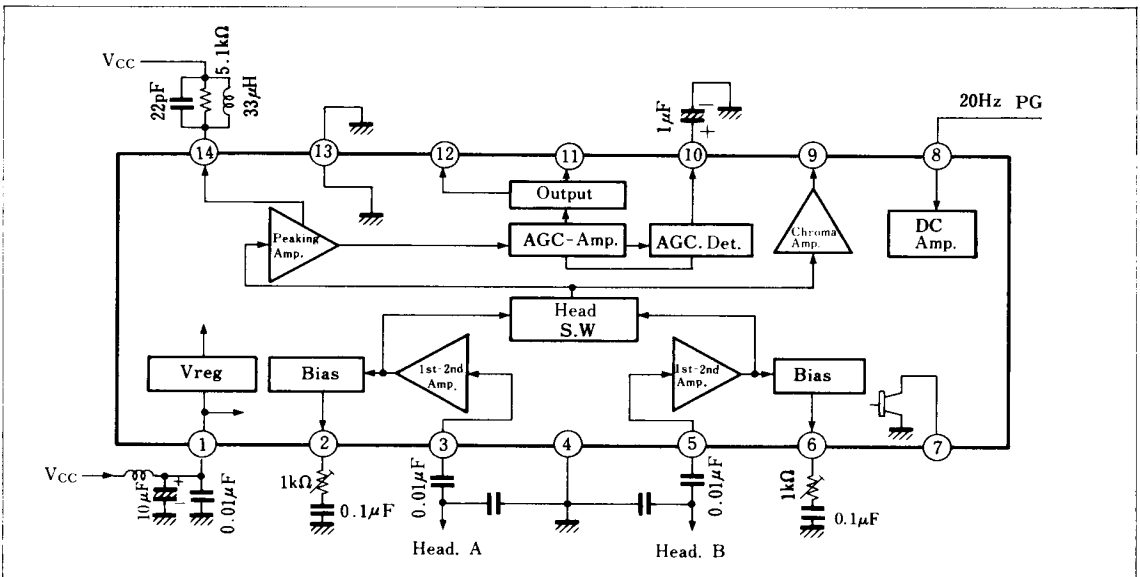 VCC
22pF
5.1kΩ
33μH
1μF
−
+
20Hz PG
14
13
12
11
10
9
8
Output
Peaking
Amp.
AGC-Amp.
AGC. Det.
Chroma
Amp.
DC
Amp.
Head
S.W
Vreg
Bias
1st-2nd
Amp.
1st-2nd
Amp.
Bias
1
2
3
4
5
6
7
VCC
10μF
+
−
0.01μF
1kΩ
0.1μF
0.01μF
0.01μF
1kΩ
0.1μF
Head. A
Head. B